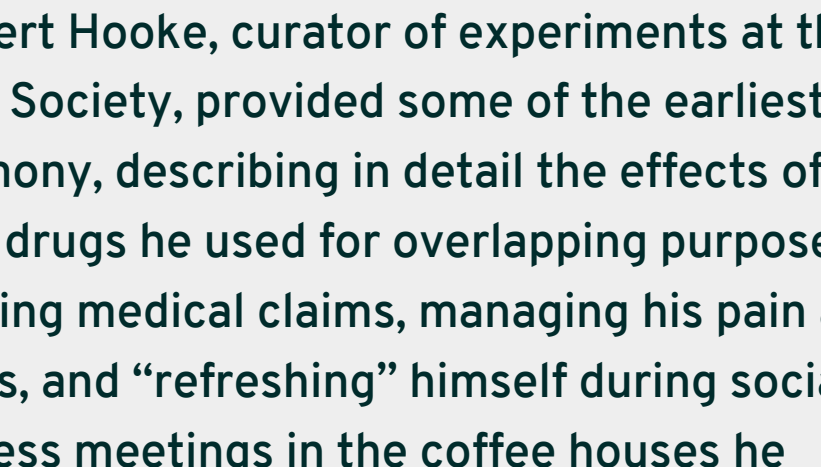 ert Hooke, curator of experiments at th
Society, provided some of the earliest
nony, describing in detail the effects of
drugs he used for overlapping purpose
ing medical claims, managing his pain
s, and “refreshing” himself during socia
ess meetings in the coffee houses he